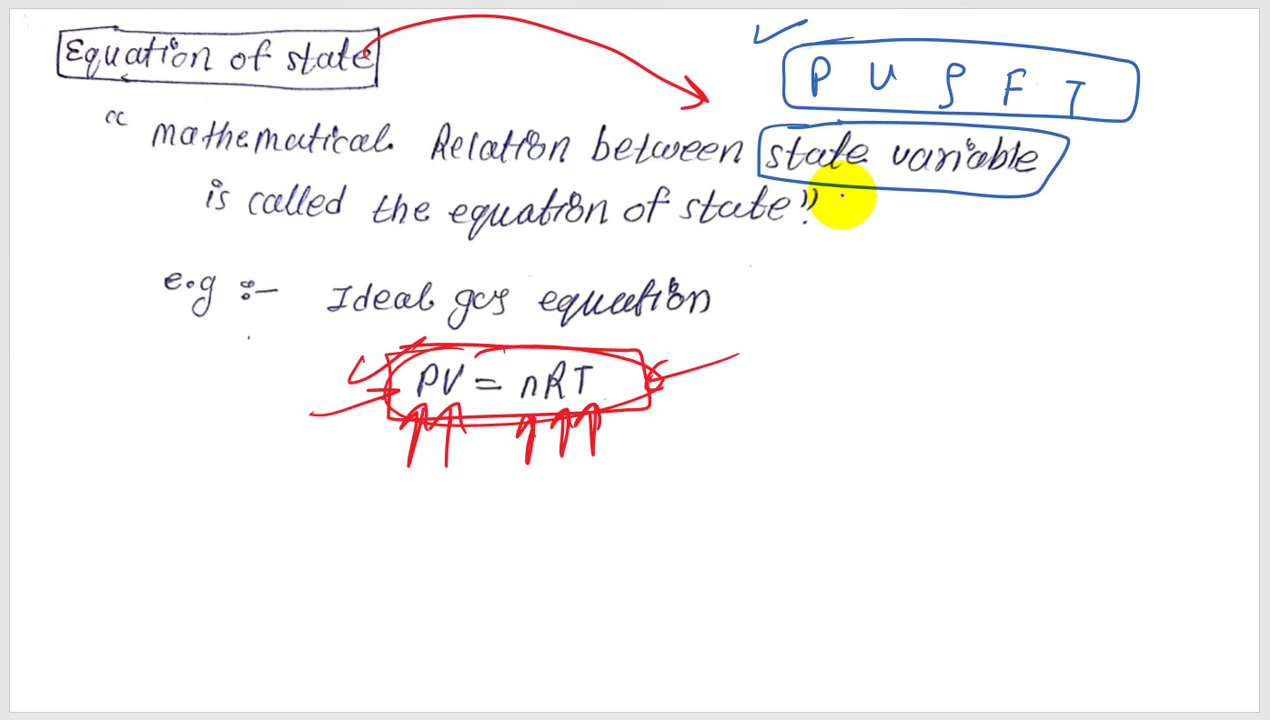 Equation of state
P U ρ F T
“ mathematical Relation between state variable
is called the equation of state”
e.g :- Ideal gas equation
PV = nRT